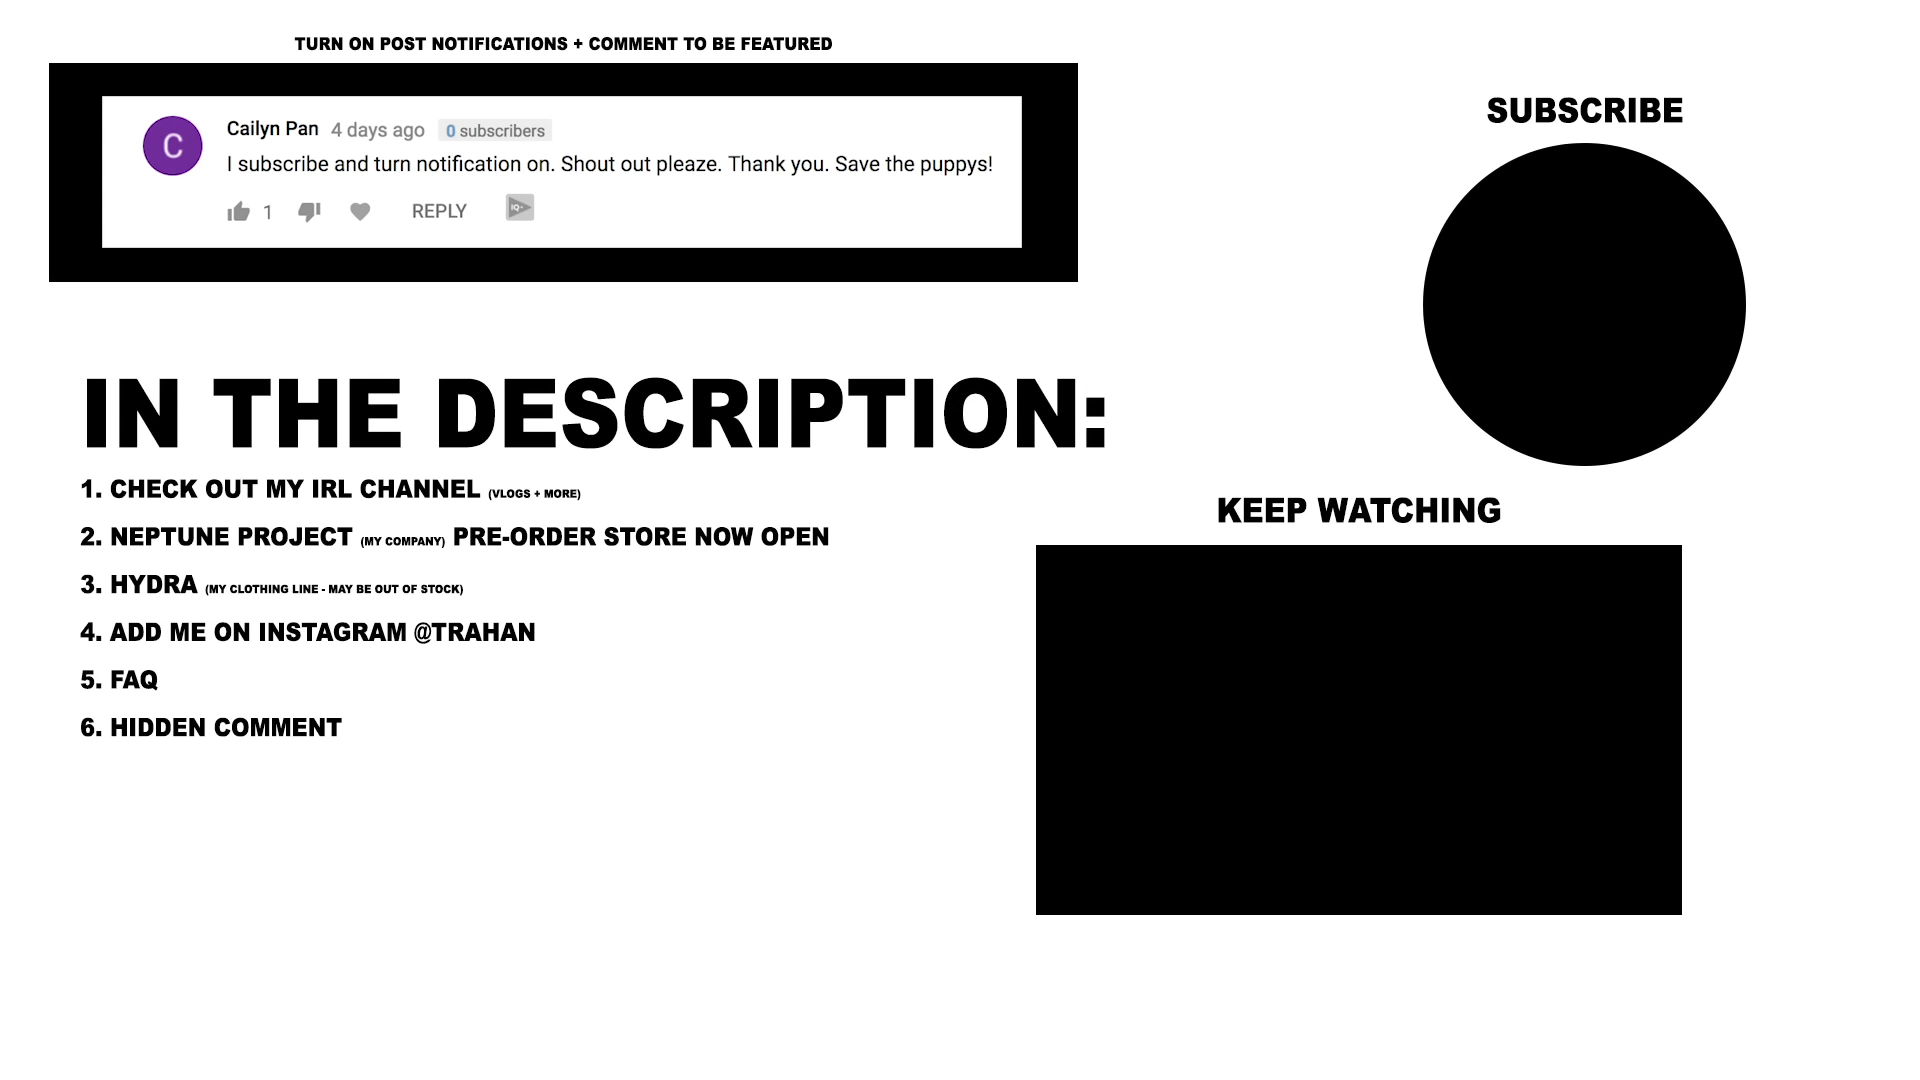 TURN ON POST NOTIFICATIONS + COMMENT TO BE FEATURED
C
Cailyn Pan 4 days ago 0 subscribers
I subscribe and turn notification on. Shout out pleaze. Thank you. Save the puppys!
1 REPLY IQ+
SUBSCRIBE
IN THE DESCRIPTION:
1. CHECK OUT MY IRL CHANNEL (VLOGS + MORE)
2. NEPTUNE PROJECT (MY COMPANY) PRE-ORDER STORE NOW OPEN
3. HYDRA (MY CLOTHING LINE - MAY BE OUT OF STOCK)
4. ADD ME ON INSTAGRAM @TRAHAN
5. FAQ
6. HIDDEN COMMENT
KEEP WATCHING